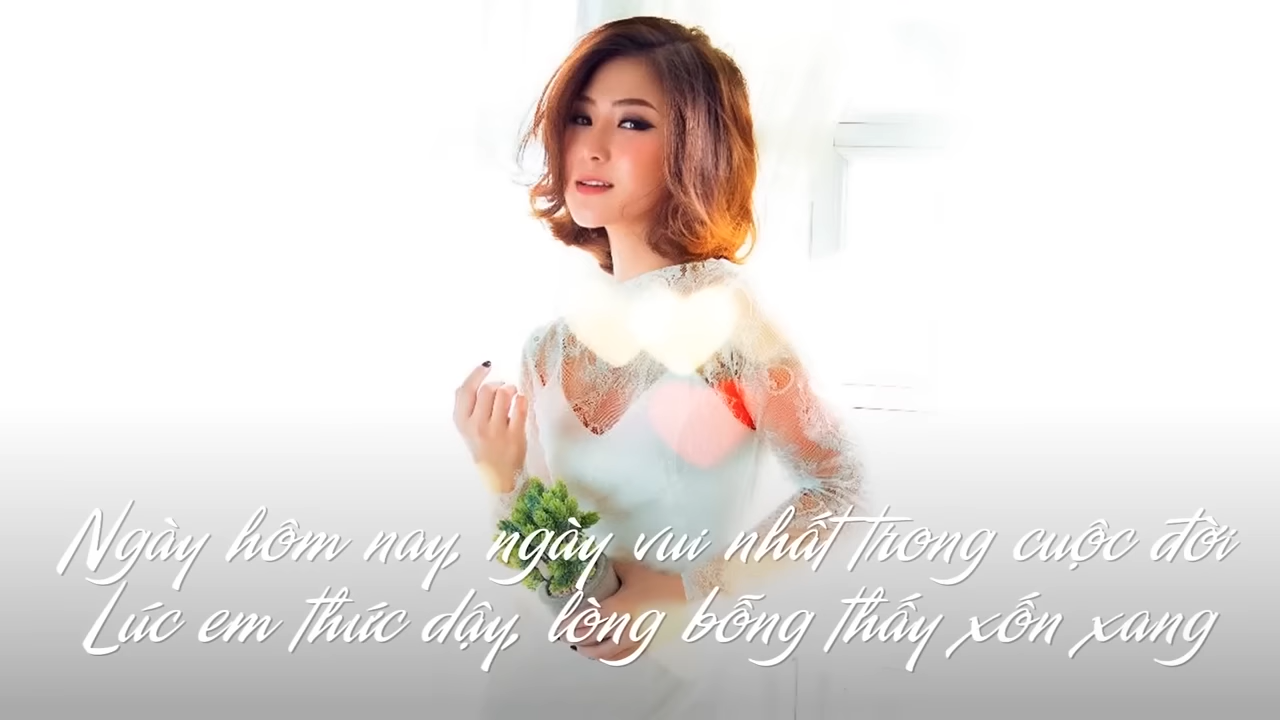 Ngày hôm nay, ngày vui nhất trong cuộc đời
Lúc em thức dậy, lòng bỗng thấy xốn xang